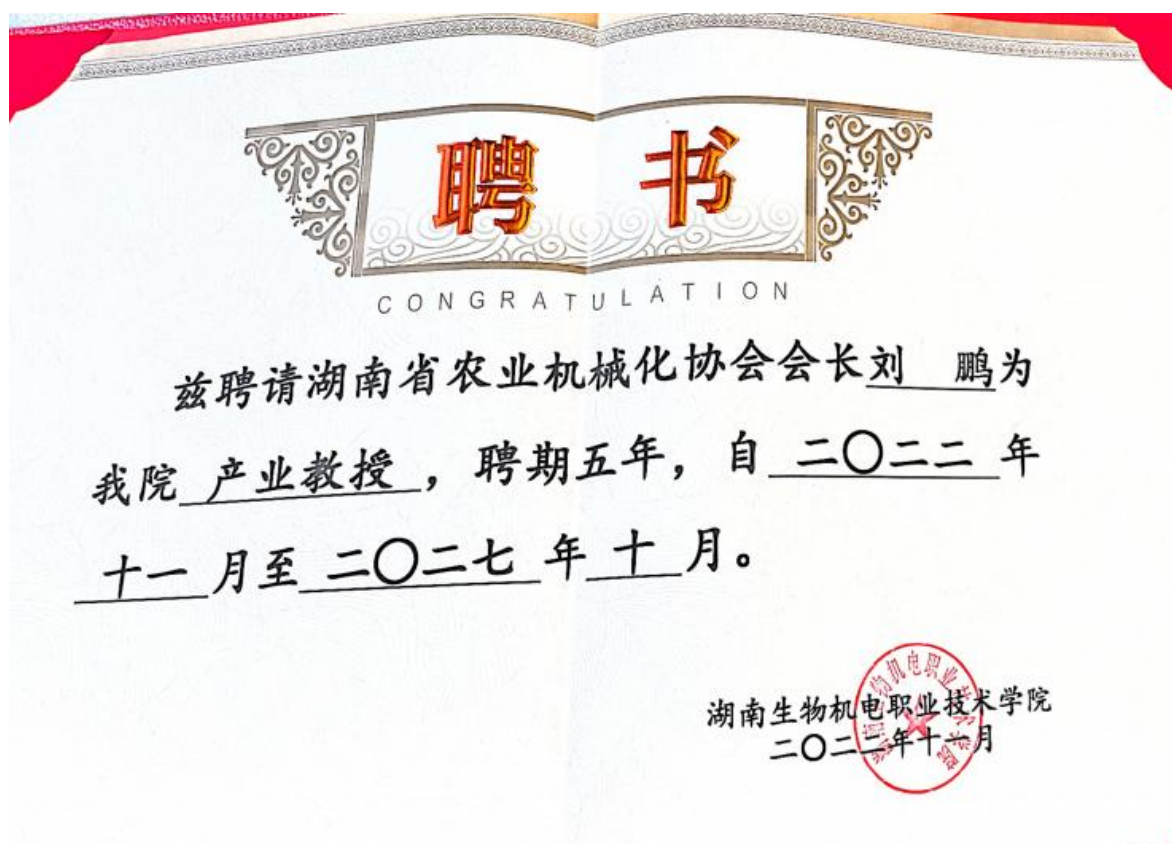 聘 书
CONGRATULATION
兹聘请湖南省农业机械化协会会长刘 鹏为
我院 产业教授 ，聘期五年，自 二〇二二 年
十一 月至 二〇二七 年 十 月。
湖南生物机电职业技术学院
二〇二二年十一月